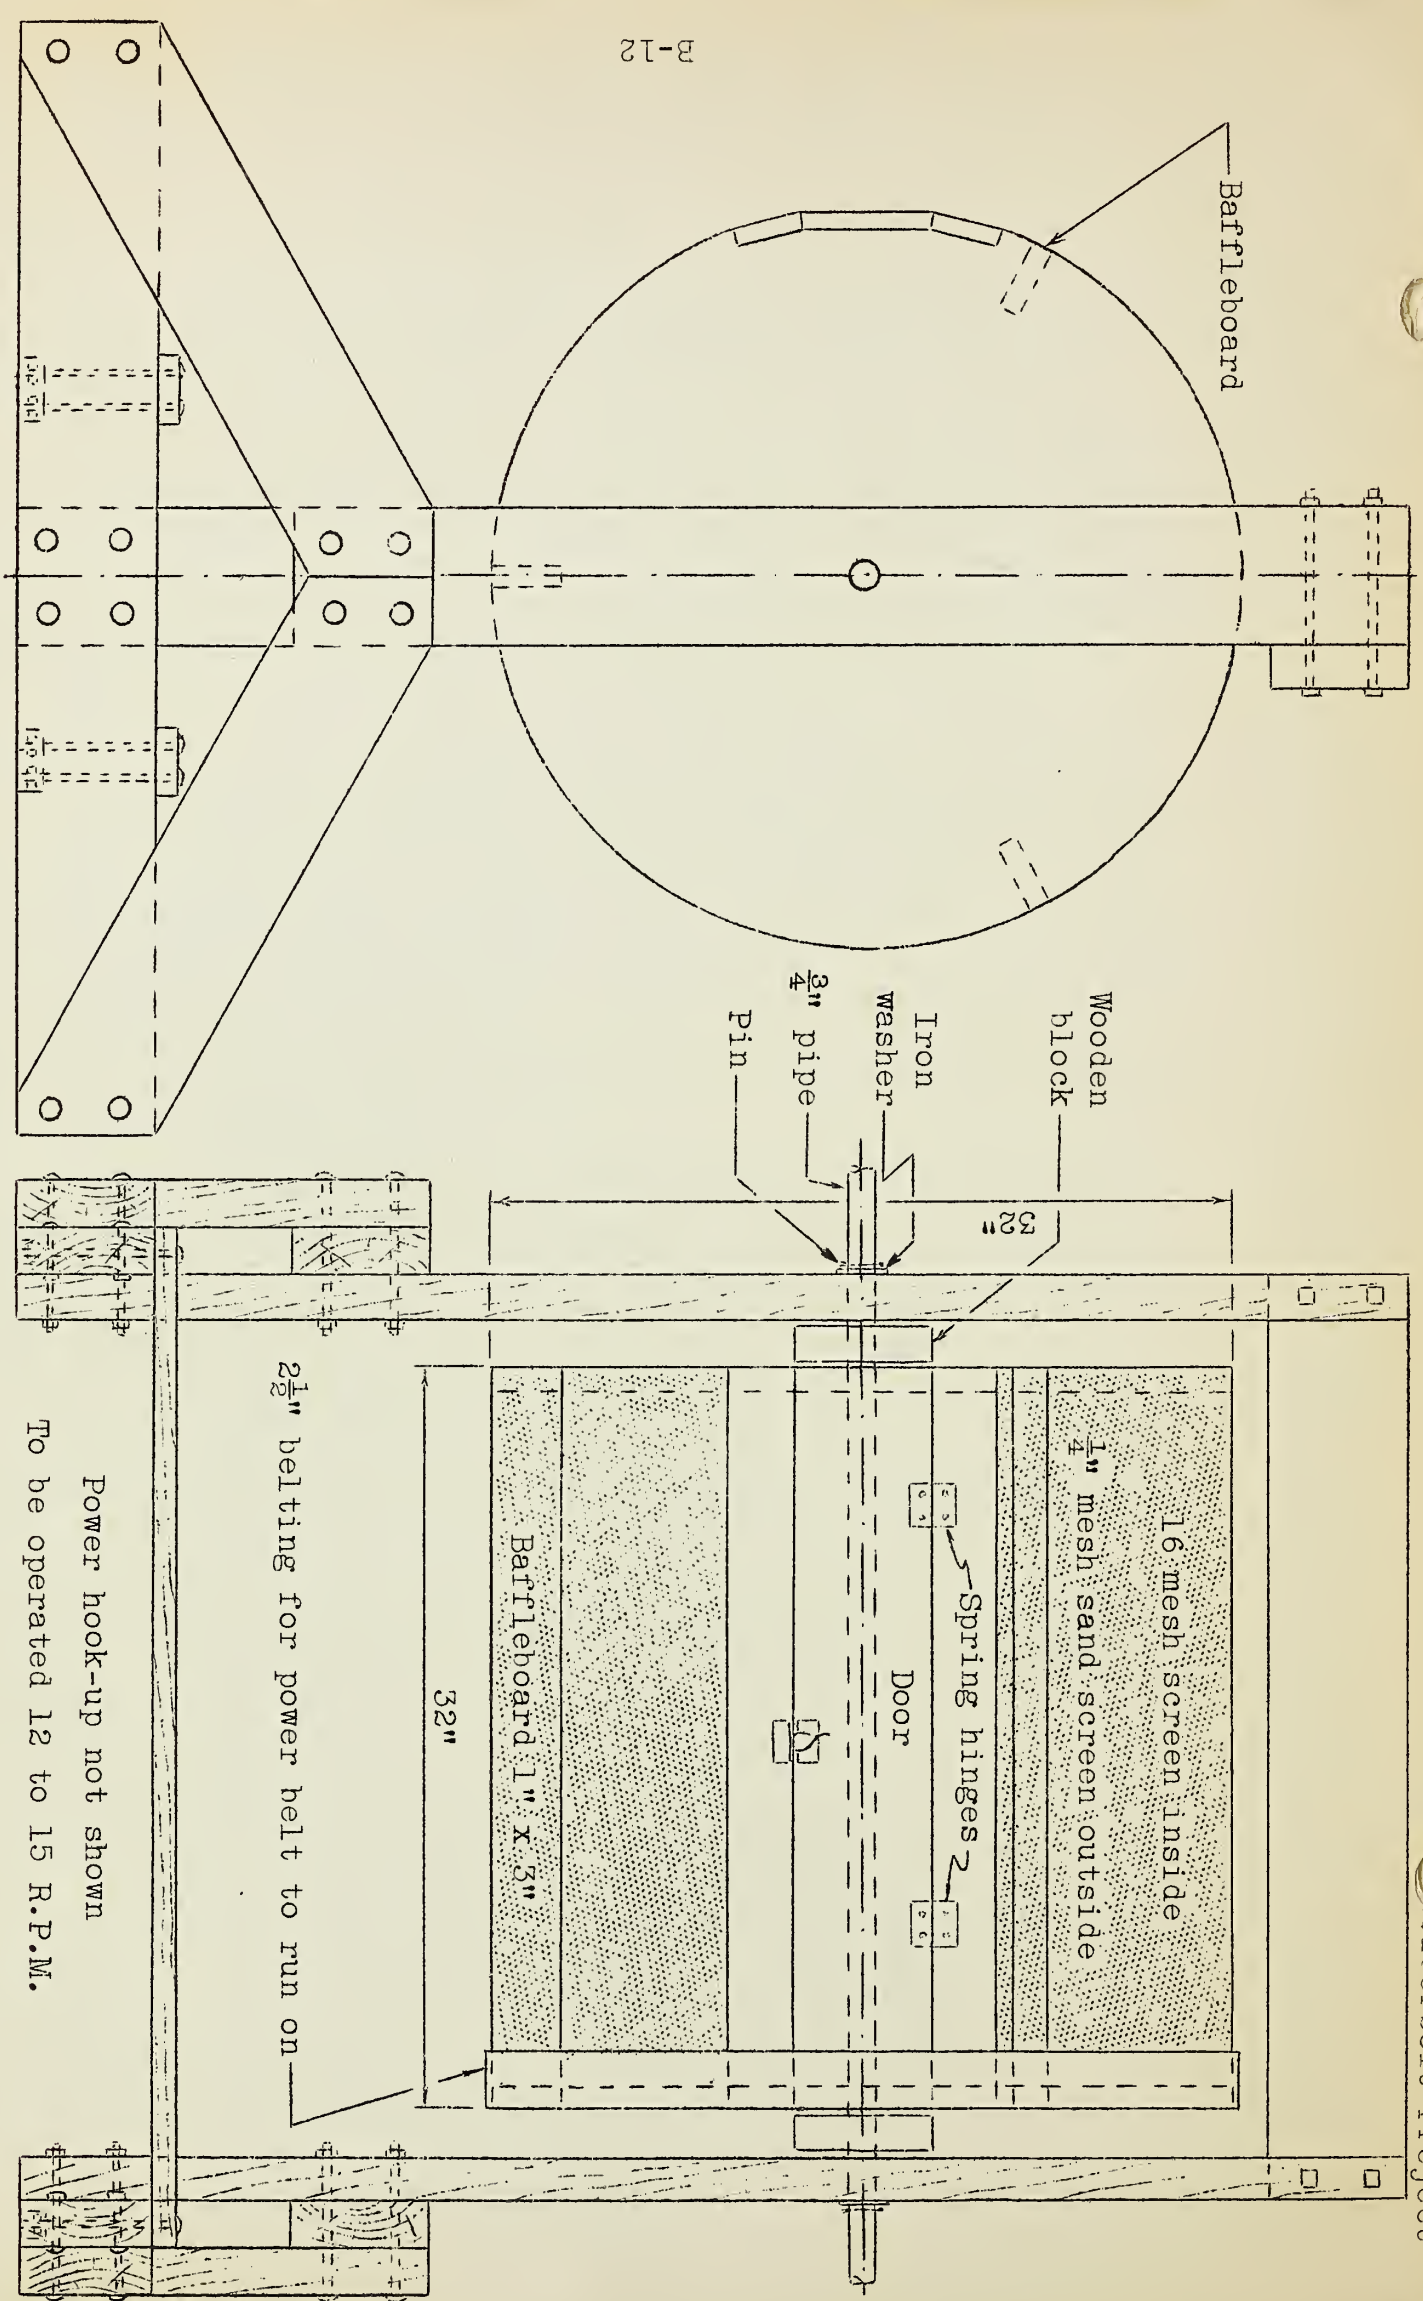 B-12
Project
Baffleboard
Wooden
block
Iron
washer
3/4" pipe
Pin
32"
16 mesh screen inside
1/4" mesh sand screen outside
Spring hinges
Door
Baffleboard 1" x 3"
32"
2 1/2" belting for power belt to run on
Power hook-up not shown
To be operated 12 to 15 R.P.M.